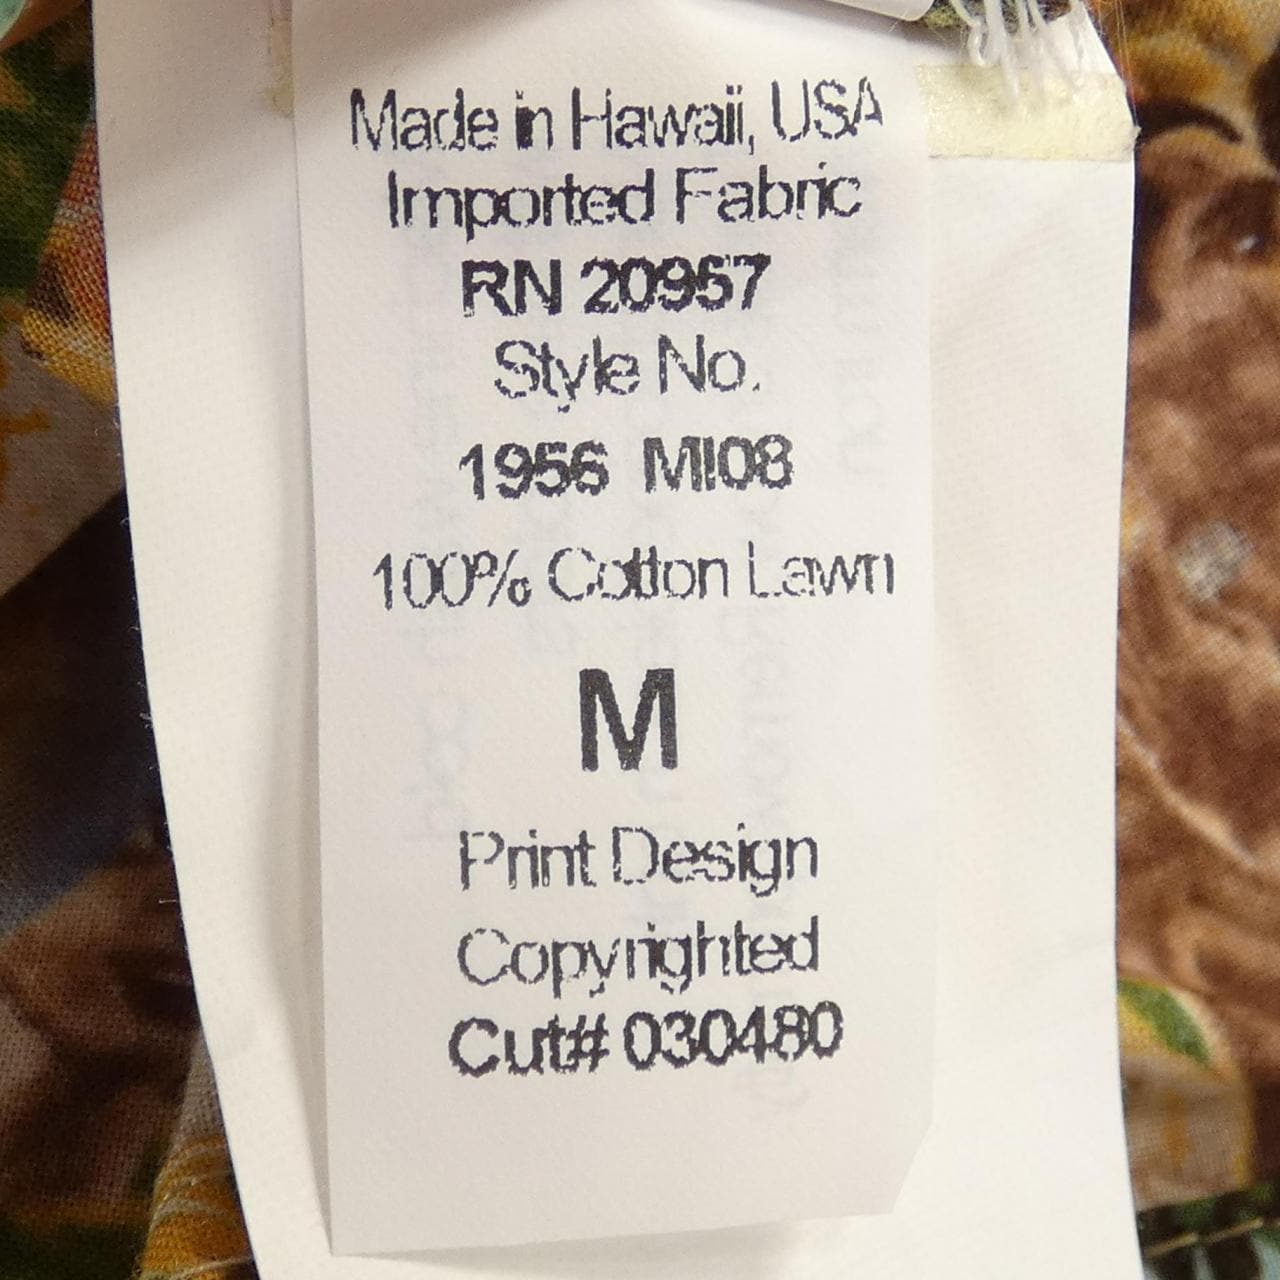 Made in Hawaii, USA
Imported Fabric
RN 20957
Style No.
1956 MI08
100% Cotton Lawn
M
Print Design
Copyrighted
Cut# 030480